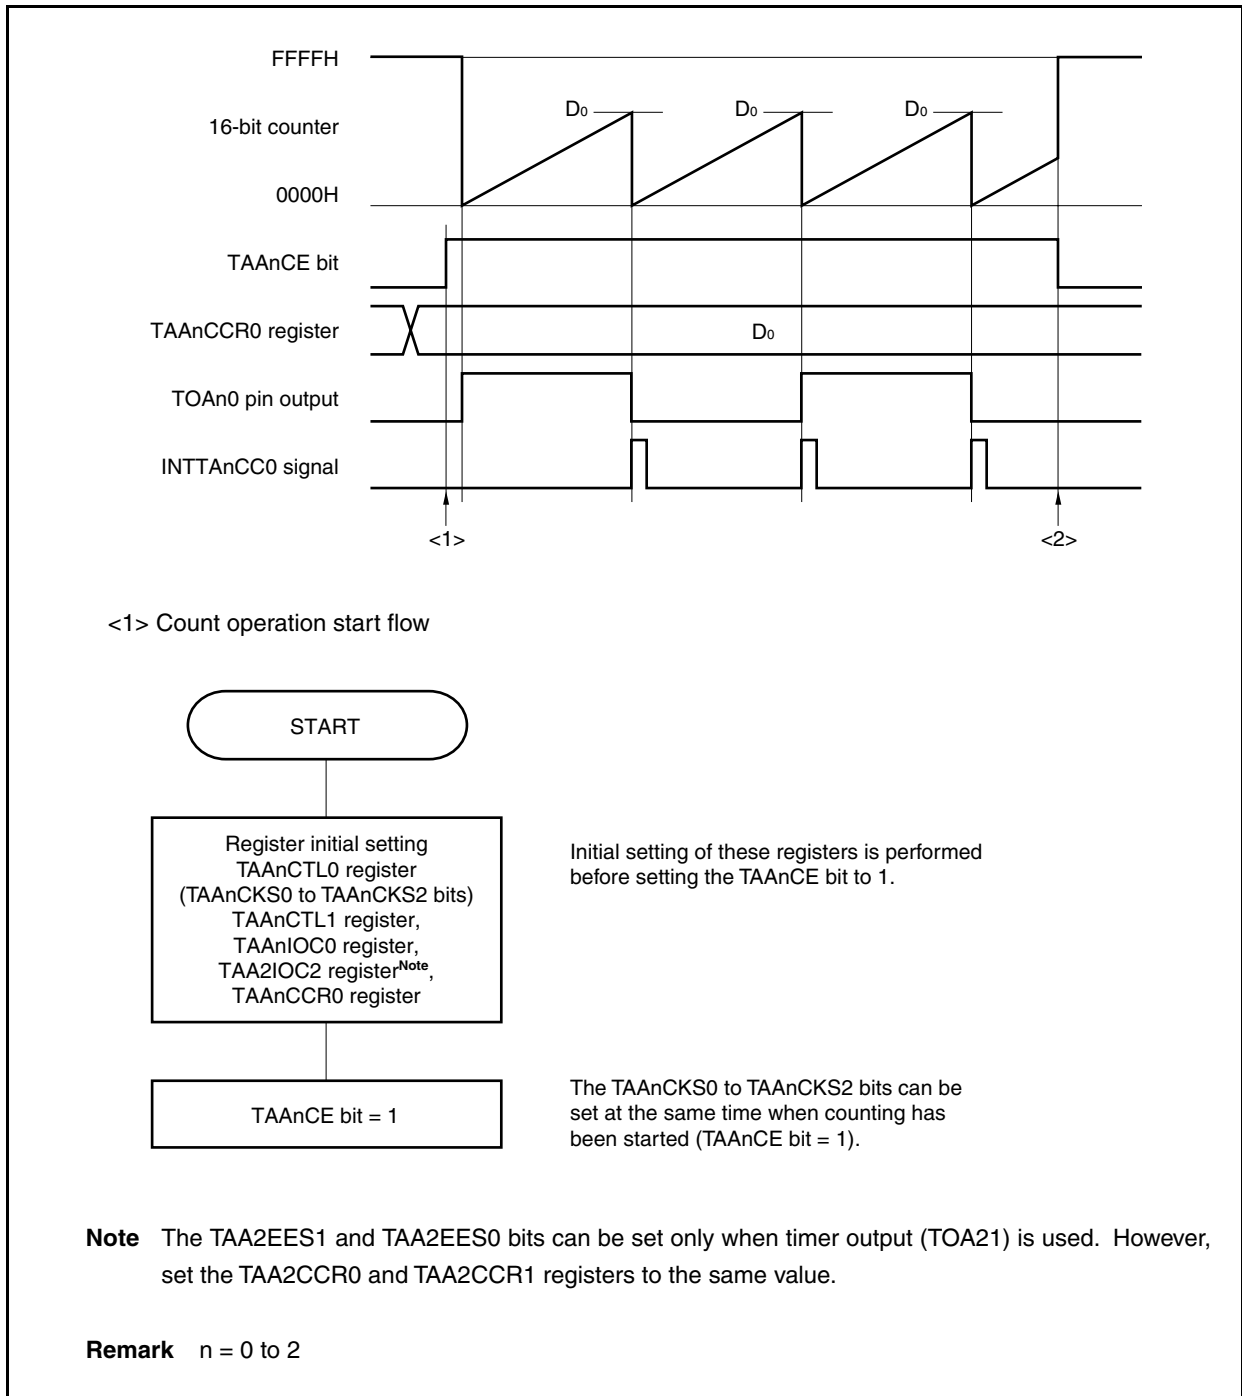 FFFFH
D0 D0 D0
16-bit counter
0000H
TAAnCE bit
TAAnCCR0 register D0
TOAn0 pin output
INTTAnCC0 signal
<1> <2>
<1> Count operation start flow
START
Register initial setting
TAAnCTL0 register
(TAAnCKS0 to TAAnCKS2 bits)
TAAnCTL1 register,
TAAnIOC0 register,
TAA2IOC2 registerNote,
TAAnCCR0 register
Initial setting of these registers is performed
before setting the TAAnCE bit to 1.
TAAnCE bit = 1
The TAAnCKS0 to TAAnCKS2 bits can be
set at the same time when counting has
been started (TAAnCE bit = 1).
Note The TAA2EES1 and TAA2EES0 bits can be set only when timer output (TOA21) is used. However,
set the TAA2CCR0 and TAA2CCR1 registers to the same value.
Remark n = 0 to 2